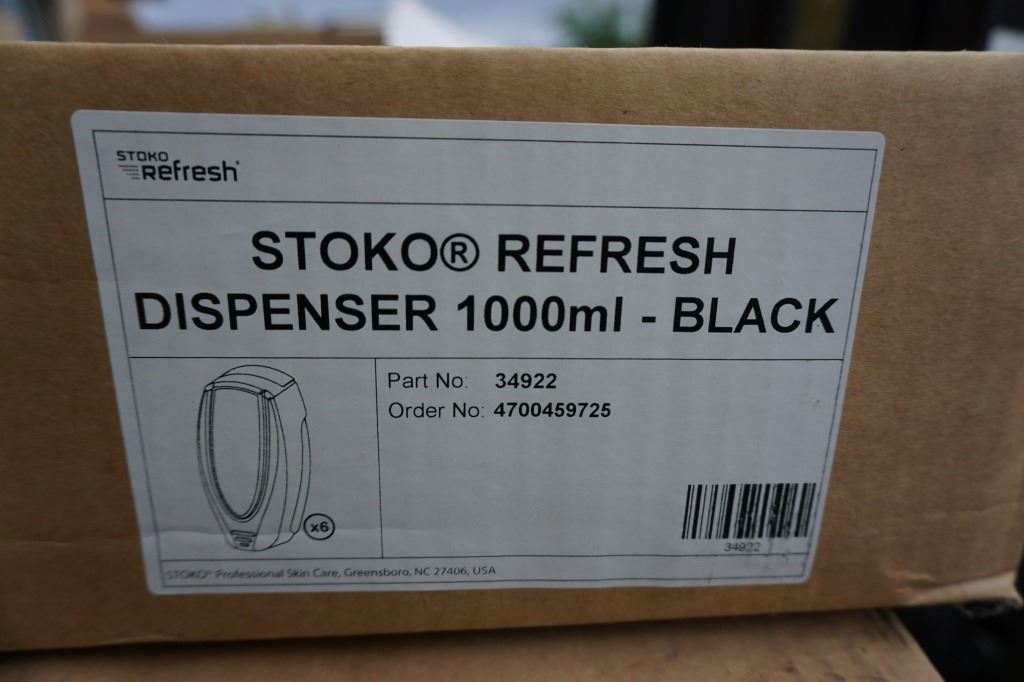 STOKO
Refresh®
STOKO® REFRESH
DISPENSER 1000ml - BLACK
Part No: 34922
Order No: 4700459725
x6
34922
STOKO® Professional Skin Care, Greensboro, NC 27406, USA